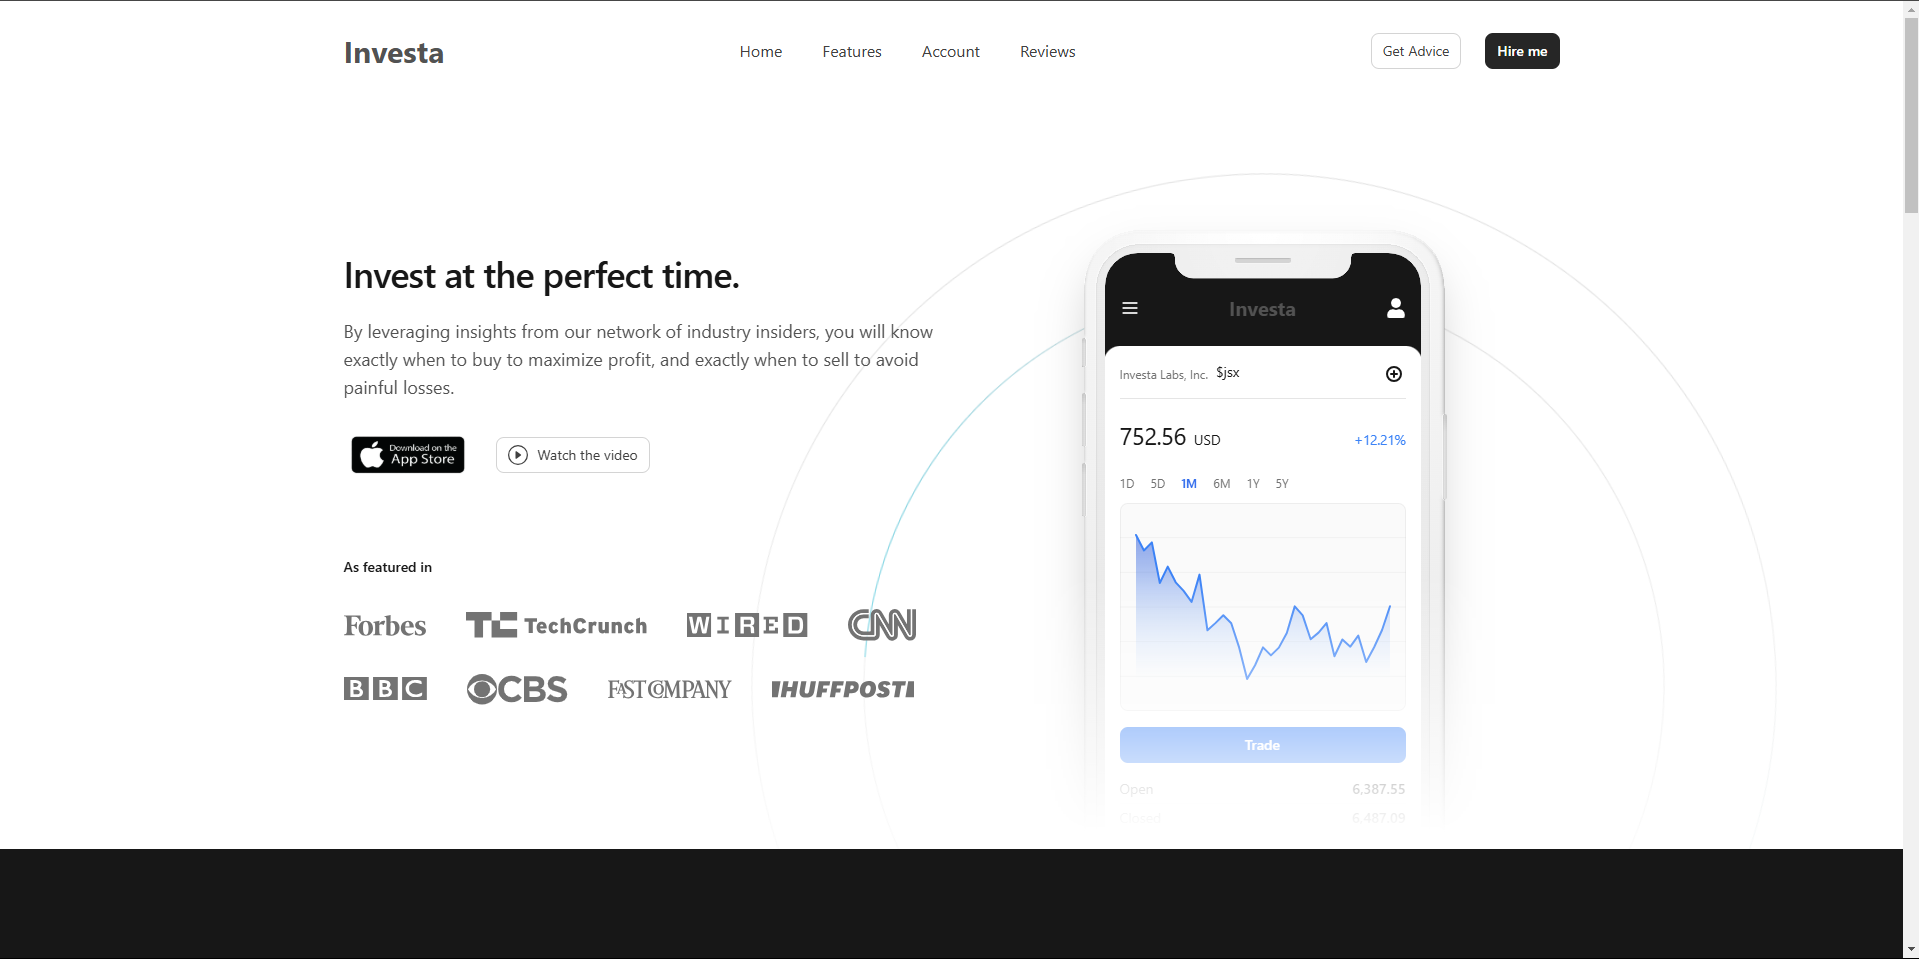 Investa
Home Features Account Reviews
Get Advice Hire me
Invest at the perfect time.
By leveraging insights from our network of industry insiders, you will know
exactly when to buy to maximize profit, and exactly when to sell to avoid
painful losses.
Download on the
App Store
Watch the video
As featured in
Forbes TC TechCrunch WIRED CNN
BBC CBS FAST COMPANY HUFFPOST
Investa
Investa Labs, Inc. $jsx
752.56 USD +12.21%
1D 5D 1M 6M 1Y 5Y
Trade
Open 6,387.55
Closed 6,487.09